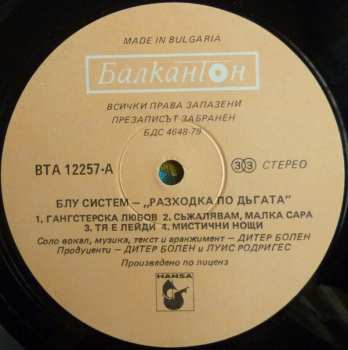 MADE IN BULGARIA
Балкантон
ВСИЧКИ ПРАВА ЗАПАЗЕНИ
ПРЕЗАПИСЪТ ЗАБРАНЕН
БДС 4648-79
ВТА 12257-А
33 СТЕРЕО
БЛУ СИСТЕМ – „РАЗХОДКА ПО ДЪГАТА”
1. ГАНГСТЕРСКА ЛЮБОВ 2. СЪЖАЛЯВАМ, МАЛКА САРА
3. ТЯ Е ЛЕЙДИ 4. МИСТИЧНИ НОЩИ
Соло вокал, музика, текст и аранжимент – ДИТЕР БОЛЕН
Продуценти – ДИТЕР БОЛЕН и ЛУИС РОДРИГЕС
Произведено по лиценз
HANSA